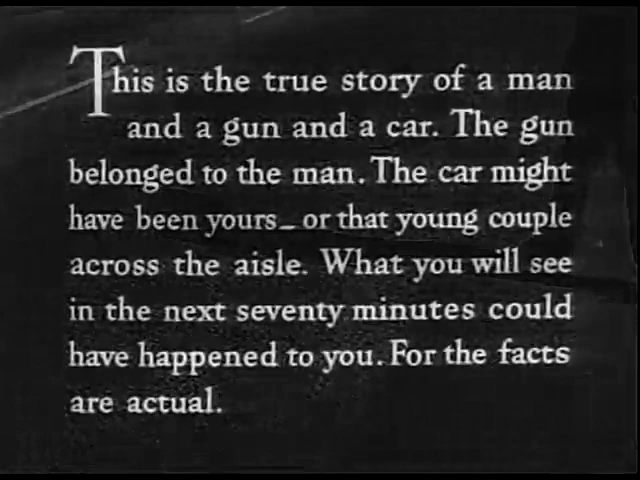 This is the true story of a man
and a gun and a car. The gun
belonged to the man. The car might
have been yours_ or that young couple
across the aisle. What you will see
in the next seventy minutes could
have happened to you. For the facts
are actual.